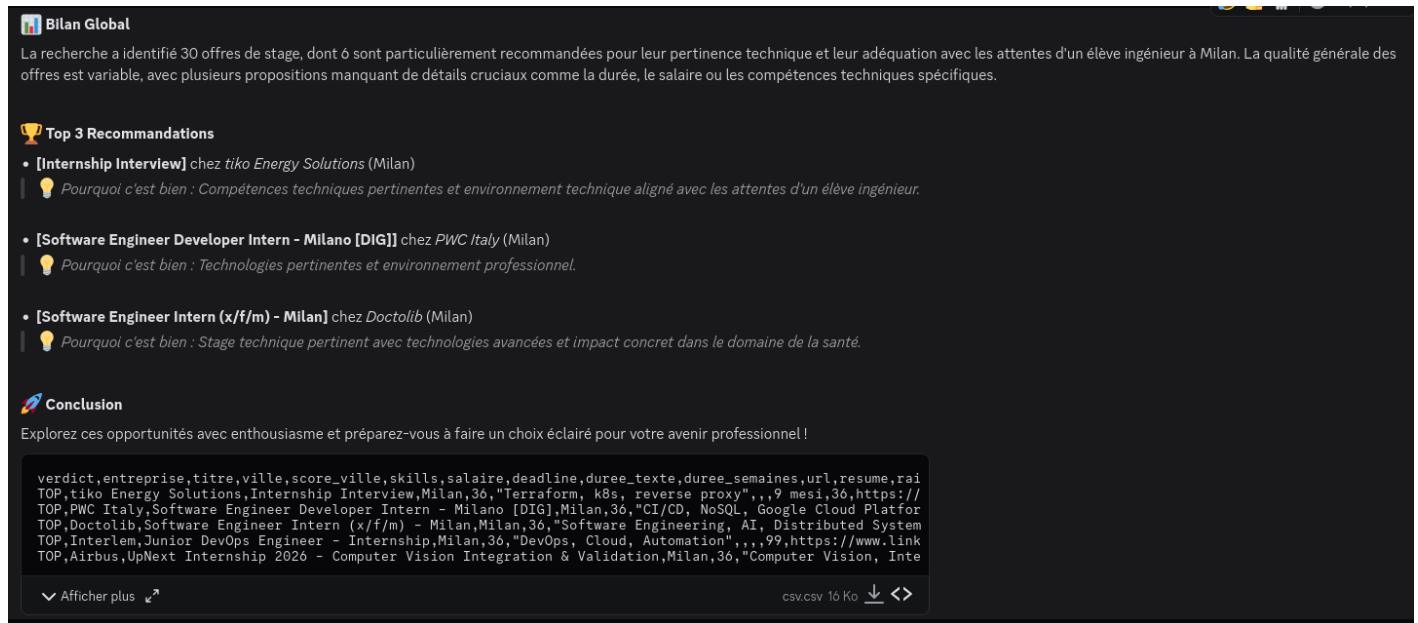 Bilan Global
La recherche a identifié 30 offres de stage, dont 6 sont particulièrement recommandées pour leur pertinence technique et leur adéquation avec les attentes d'un élève ingénieur à Milan. La qualité générale des
offres est variable, avec plusieurs propositions manquant de détails cruciaux comme la durée, le salaire ou les compétences techniques spécifiques.
Top 3 Recommandations
• [Internship Interview] chez tiko Energy Solutions (Milan)
Pourquoi c'est bien : Compétences techniques pertinentes et environnement technique aligné avec les attentes d'un élève ingénieur.
• [Software Engineer Developer Intern - Milano [DIG]] chez PWC Italy (Milan)
Pourquoi c'est bien : Technologies pertinentes et environnement professionnel.
• [Software Engineer Intern (x/f/m) - Milan] chez Doctolib (Milan)
Pourquoi c'est bien : Stage technique pertinent avec technologies avancées et impact concret dans le domaine de la santé.
Conclusion
Explorez ces opportunités avec enthousiasme et préparez-vous à faire un choix éclairé pour votre avenir professionnel !
verdict,entreprise,titre,ville,score_ville,skills,salaire,deadline,duree_texte,duree_semaines,url,resume,rai
TOP,tiko Energy Solutions,Internship Interview,Milan,36,"Terraform, k8s, reverse proxy",,,9 mesi,36,https://
TOP,PWC Italy,Software Engineer Developer Intern - Milano [DIG],Milan,36,"CI/CD, NoSQL, Google Cloud Platfor
TOP,Doctolib,Software Engineer Intern (x/f/m) - Milan,Milan,36,"Software Engineering, AI, Distributed System
TOP,Interlem,Junior DevOps Engineer - Internship,Milan,36,"DevOps, Cloud, Automation",,,,99,https://www.link
TOP,Airbus,UpNext Internship 2026 - Computer Vision Integration & Validation,Milan,36,"Computer Vision, Inte
Afficher plus
csv.csv 16 Ko